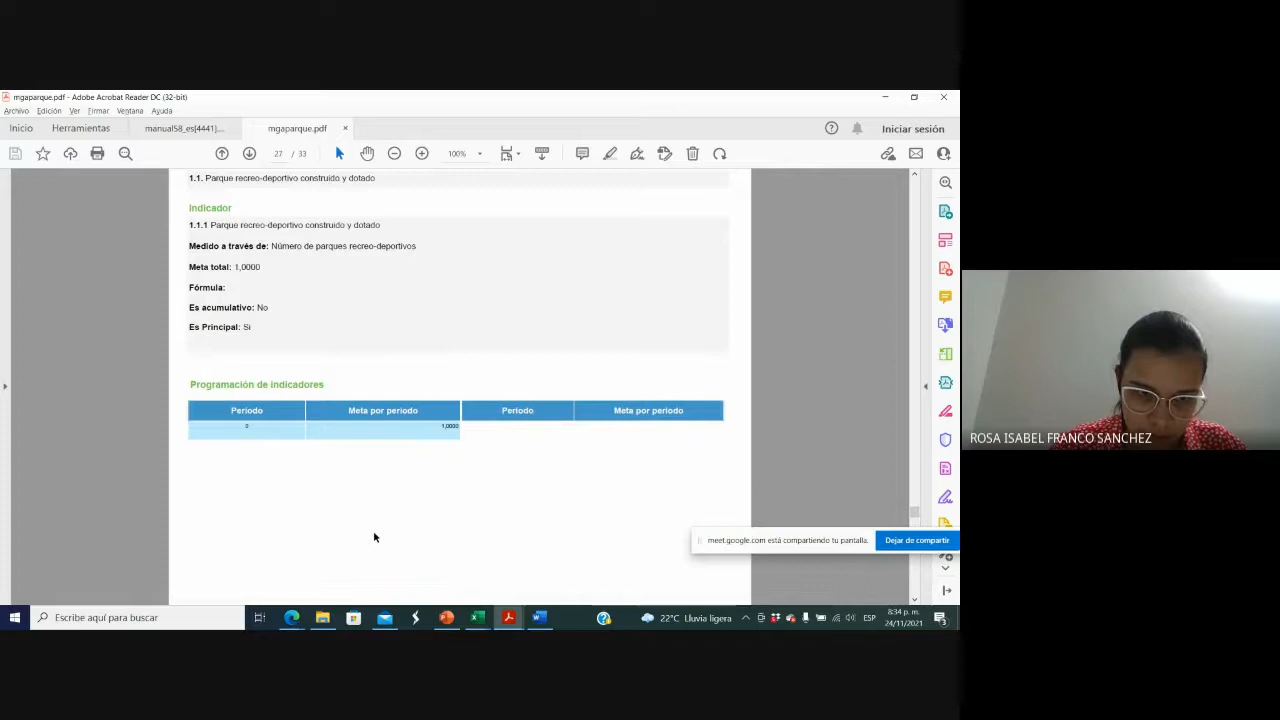 mgaparque.pdf - Adobe Acrobat Reader DC (32-bit)
Archivo Edición Ver Firmar Ventana Ayuda
Inicio Herramientas manual58_es[4441].... mgaparque.pdf × Iniciar sesión
27 / 33 100%
1.1. Parque recreo-deportivo construido y dotado
Indicador
1.1.1 Parque recreo-deportivo construido y dotado
Medido a través de: Número de parques recreo-deportivos
Meta total: 1,0000
Fórmula:
Es acumulativo: No
Es Principal: Si
Programación de indicadores
Periodo Meta por periodo Periodo Meta por periodo
0 1,0000
ROSA ISABEL FRANCO SANCHEZ
meet.google.com está compartiendo tu pantalla. Dejar de compartir
Escribe aquí para buscar 22°C Lluvia ligera ESP 8:34 p. m.
24/11/2021 3